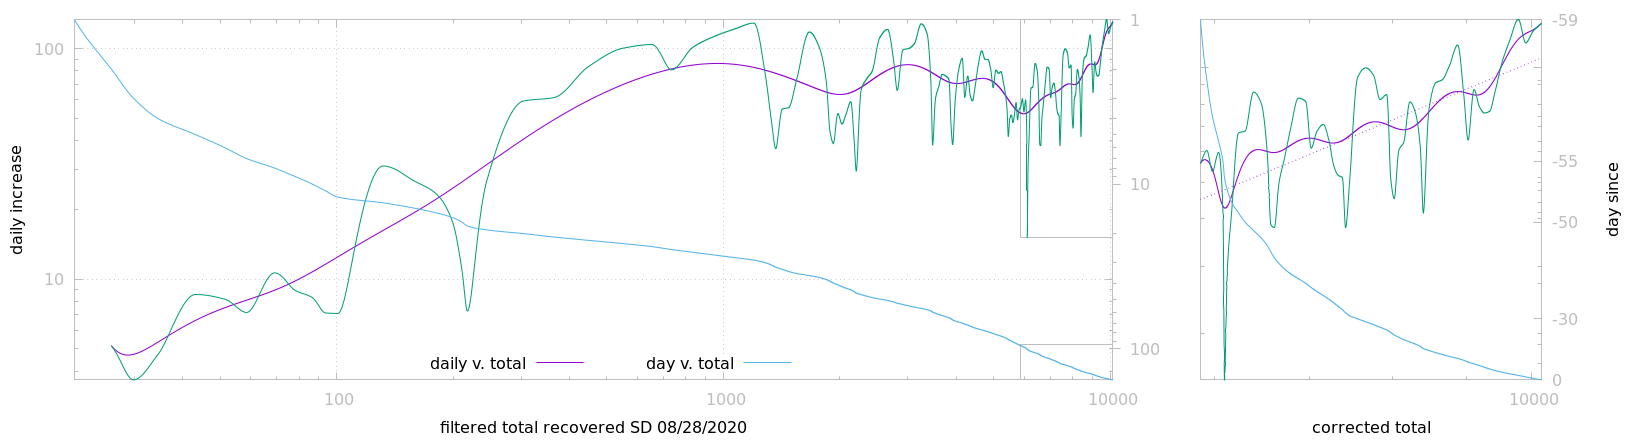 daily increase
100
10
daily v. total
day v. total
100
1000
10000
filtered total recovered SD 08/28/2020
1
10
100
10000
corrected total
-59
-55
-50
-30
0
day since